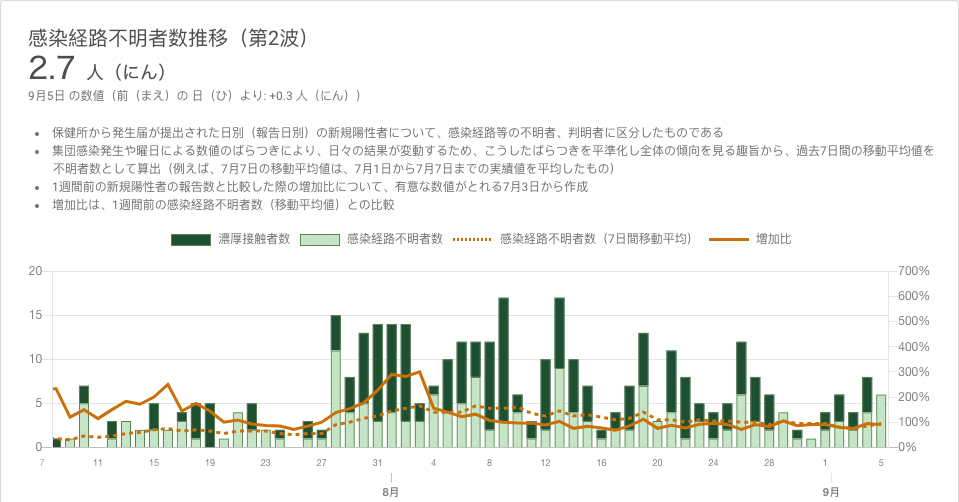 感染経路不明者数推移（第2波）
2.7 人（にん）
9月5日 の数値（前（まえ）の 日（ひ）より: +0.3 人（にん））
• 保健所から発生届が提出された日別（報告日別）の新規陽性者について、感染経路等の不明者、判明者に区分したものである
• 集団感染発生や曜日による数値のばらつきにより、日々の結果が変動するため、こうしたばらつきを平準化し全体の傾向を見る趣旨から、過去7日間の移動平均値を
不明者数として算出（例えば、7月7日の移動平均値は、7月1日から7月7日までの実績値を平均したもの）
• 1週間前の新規陽性者の報告数と比較した際の増加比について、有意な数値がとれる7月3日から作成
• 増加比は、1週間前の感染経路不明者数（移動平均値）との比較
濃厚接触者数 感染経路不明者数 感染経路不明者数（7日間移動平均） 増加比
20 700%
600%
15 500%
400%
10
300%
5 200%
100%
0 0%
7 11 15 19 23 27 31 4 8 12 16 20 24 28 1 5
8月 9月